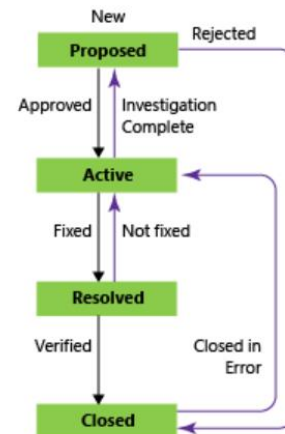 New
Proposed
Rejected
Approved
Investigation
Complete
Active
Fixed
Not fixed
Resolved
Verified
Closed in
Error
Closed